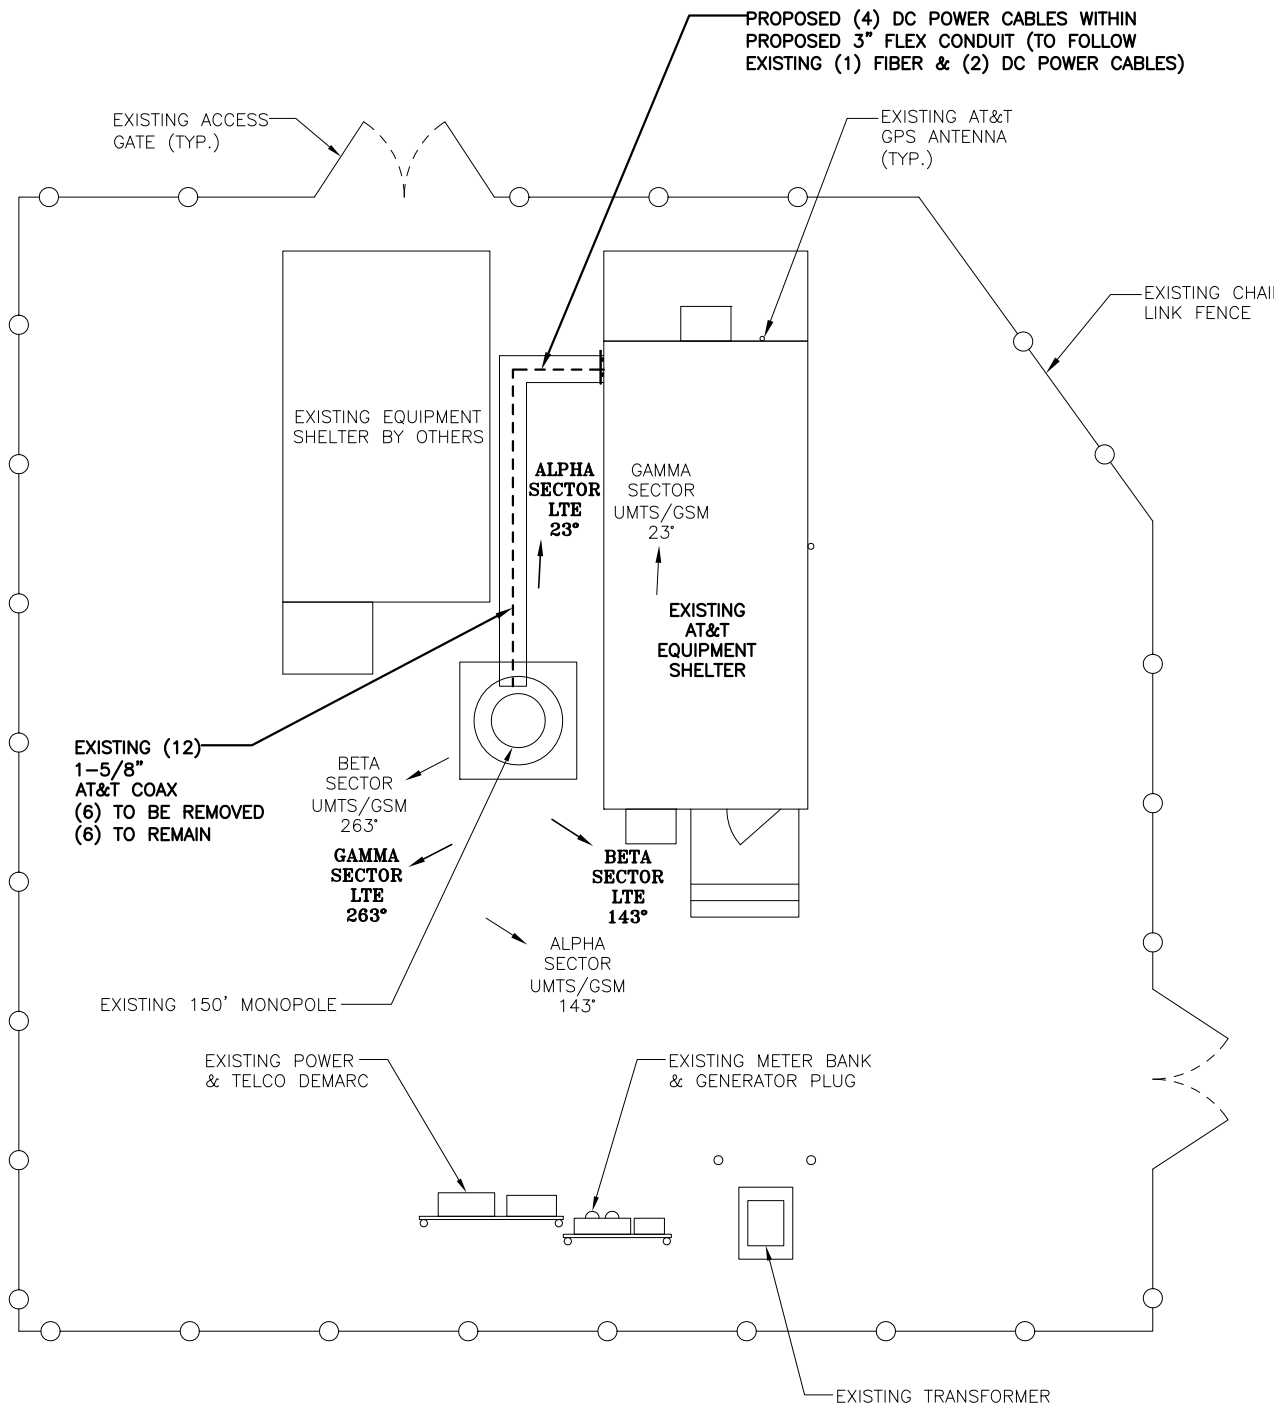 PROPOSED (4) DC POWER CABLES WITHIN
PROPOSED 3" FLEX CONDUIT (TO FOLLOW
EXISTING (1) FIBER & (2) DC POWER CABLES)
EXISTING ACCESS
GATE (TYP.)
EXISTING AT&T
GPS ANTENNA
(TYP.)
EXISTING CHAI
LINK FENCE
EXISTING EQUIPMENT
SHELTER BY OTHERS
ALPHA
SECTOR
LTE
23°
GAMMA
SECTOR
UMTS/GSM
23°
EXISTING
AT&T
EQUIPMENT
SHELTER
EXISTING (12)
1-5/8"
AT&T COAX
(6) TO BE REMOVED
(6) TO REMAIN
BETA
SECTOR
UMTS/GSM
263°
GAMMA
SECTOR
LTE
263°
BETA
SECTOR
LTE
143°
ALPHA
SECTOR
UMTS/GSM
143°
EXISTING 150' MONOPOLE
EXISTING POWER
& TELCO DEMARC
EXISTING METER BANK
& GENERATOR PLUG
EXISTING TRANSFORMER